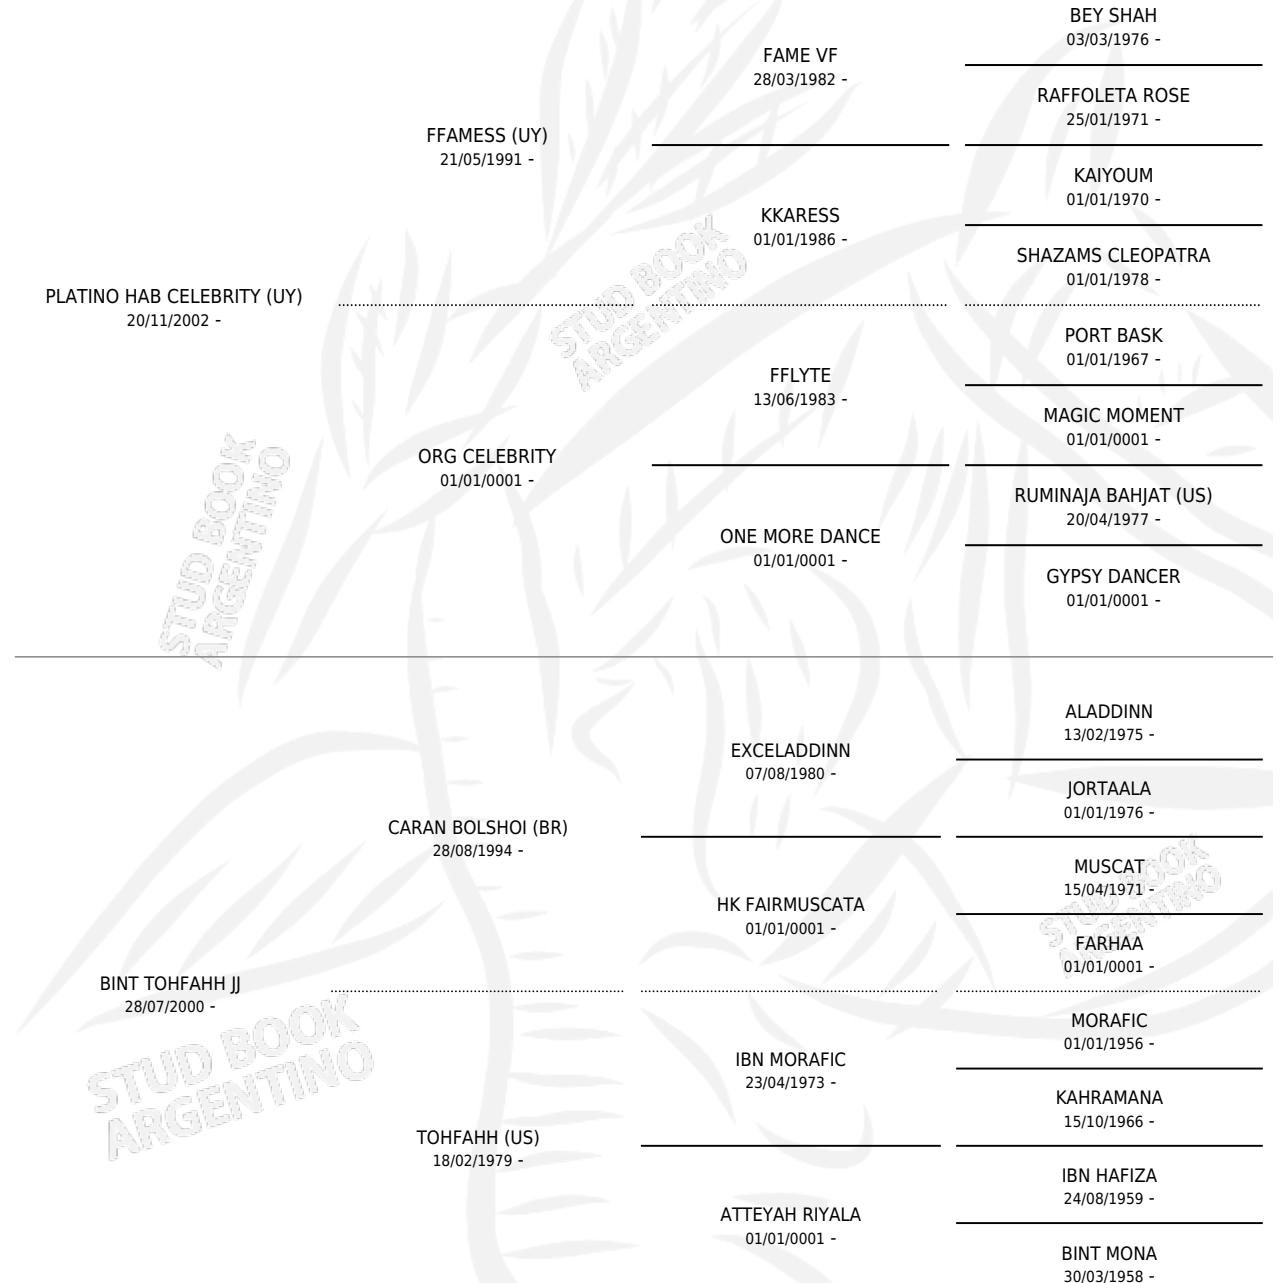 BEY SHAH
03/03/1976 -
FAME VF
28/03/1982 -
RAFFOLETA ROSE
25/01/1971 -
FFAMESS (UY)
21/05/1991 -
KAIYOUM
01/01/1970 -
KKARESS
01/01/1986 -
SHAZAMS CLEOPATRA
01/01/1978 -
PLATINO HAB CELEBRITY (UY)
20/11/2002 -
STUD BOOK
ARGENTINO
PORT BASK
01/01/1967 -
FFLYTE
13/06/1983 -
MAGIC MOMENT
01/01/0001 -
ORG CELEBRITY
01/01/0001 -
RUMINAJA BAHJAT (US)
20/04/1977 -
ONE MORE DANCE
01/01/0001 -
GYPSY DANCER
01/01/0001 -
STUD BOOK
ARGENTINO
ALADDINN
13/02/1975 -
EXCELADDINN
07/08/1980 -
JORTAALA
01/01/1976 -
CARAN BOLSHOI (BR)
28/08/1994 -
MUSCAT
15/04/1971 -
HK FAIRMUSCATA
01/01/0001 -
FARHAA
01/01/0001 -
STUD BOOK
ARGENTINO
BINT TOHFAHH JJ
28/07/2000 -
STUD BOOK
ARGENTINO
MORAFIC
01/01/1956 -
IBN MORAFIC
23/04/1973 -
KAHRAMANA
15/10/1966 -
TOHFAHH (US)
18/02/1979 -
IBN HAFIZA
24/08/1959 -
ATTEYAH RIYALA
01/01/0001 -
BINT MONA
30/03/1958 -